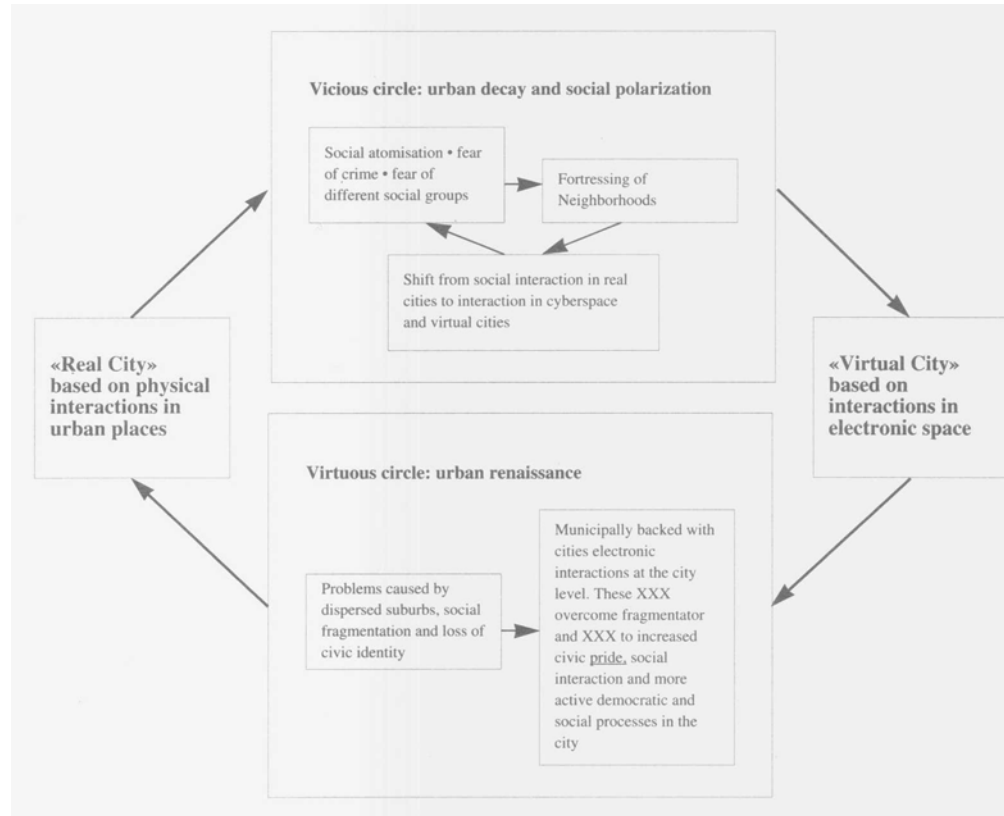 Vicious circle: urban decay and social polarization
Social atomisation • fear
of crime • fear of
different social groups
Fortressing of
Neighborhoods
Shift from social interaction in real
cities to interaction in cyberspace
and virtual cities
«Real City»
based on physical
interactions in
urban places
«Virtual City»
based on
interactions in
electronic space
Virtuous circle: urban renaissance
Problems caused by
dispersed suburbs, social
fragmentation and loss of
civic identity
Municipally backed with
cities electronic
interactions at the city
level. These XXX
overcome fragmentator
and XXX to increased
civic pride, social
interaction and more
active democratic and
social processes in the
city